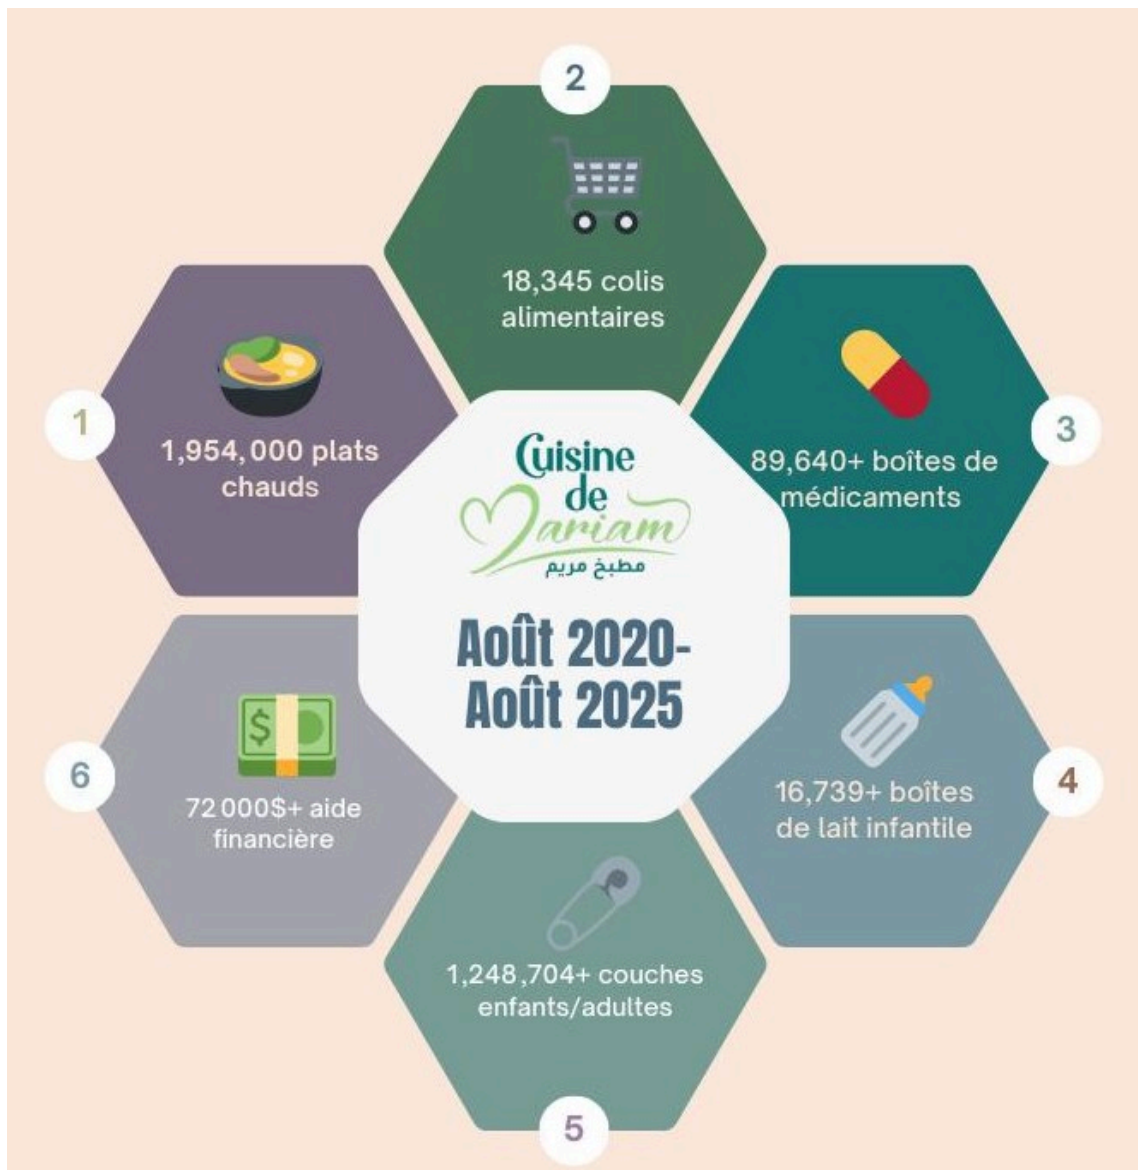 1
1,954,000 plats
chauds
2
18,345 colis
alimentaires
3
89,640+ boîtes de
médicaments
4
16,739+ boîtes
de lait infantile
5
1,248,704+ couches
enfants/adultes
6
72 000$+ aide
financière
Cuisine
de
Mariam
مطبخ مريم
Août 2020-
Août 2025